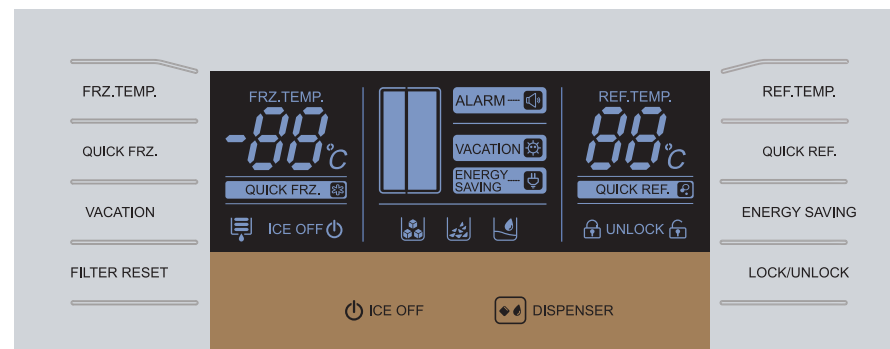 FRZ.TEMP.
QUICK FRZ.
VACATION
FILTER RESET
FRZ.TEMP.
-88°C
QUICK FRZ.
ICE OFF
ALARM
VACATION
ENERGY
SAVING
REF.TEMP.
88°C
QUICK REF.
UNLOCK
ICE OFF
DISPENSER
REF.TEMP.
QUICK REF.
ENERGY SAVING
LOCK/UNLOCK